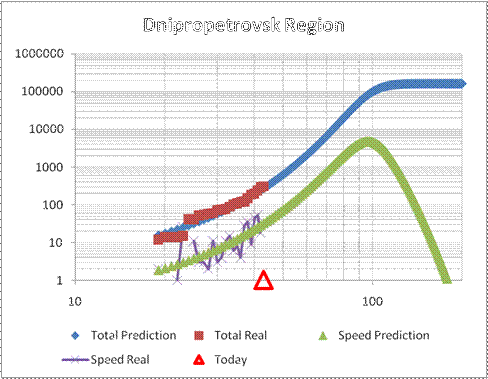 Dnipropetrovsk Region
1000000
100000
10000
1000
100
10
1
10 100
Total Prediction Total Real Speed Prediction
Speed Real Today